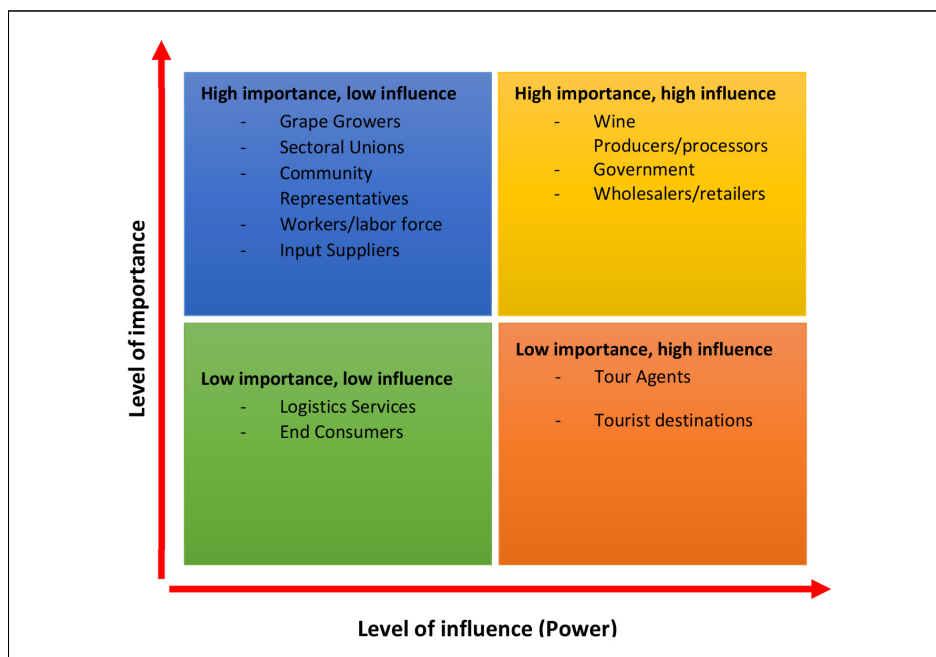 High importance, low influence
- Grape Growers
- Sectoral Unions
- Community
Representatives
- Workers/labor force
- Input Suppliers
High importance, high influence
- Wine
Producers/processors
- Government
- Wholesalers/retailers
Level of importance
Low importance, low influence
- Logistics Services
- End Consumers
Low importance, high influence
- Tour Agents
- Tourist destinations
Level of influence (Power)